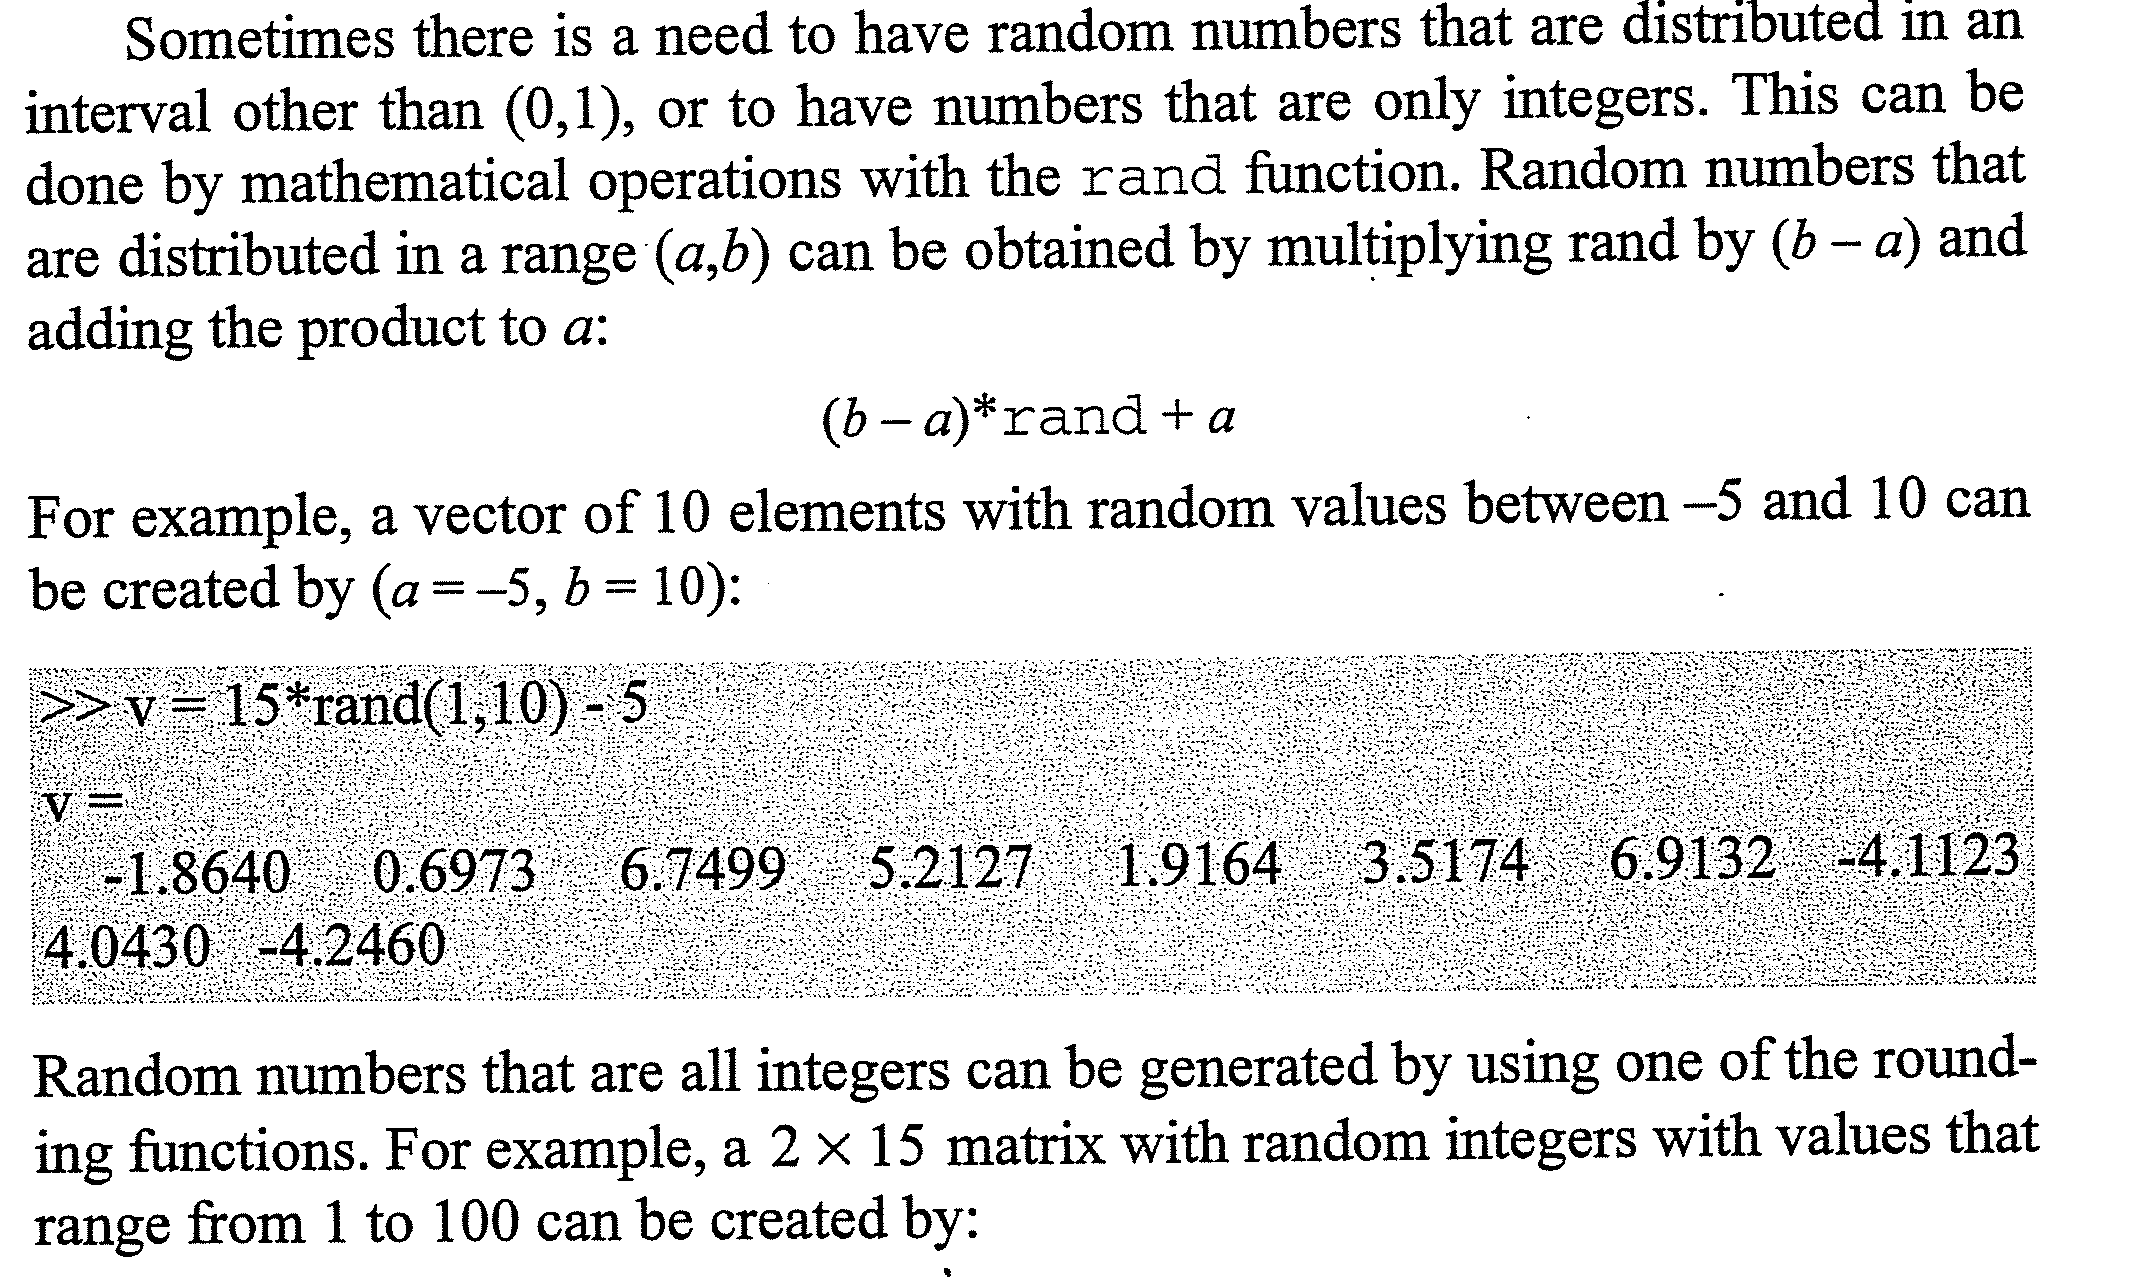 Sometimes there is a need to have random numbers that are distributed in an
interval other than (0,1), or to have numbers that are only integers. This can be
done by mathematical operations with the rand function. Random numbers that
are distributed in a range (a,b) can be obtained by multiplying rand by (b – a) and
adding the product to a:
(b – a)*rand + a
For example, a vector of 10 elements with random values between –5 and 10 can
be created by (a = –5, b = 10):
>> v = 15*rand(1,10) - 5
v =
-1.8640 0.6973 6.7499 5.2127 1.9164 3.5174 6.9132 -4.1123
4.0430 -4.2460
Random numbers that are all integers can be generated by using one of the round-
ing functions. For example, a 2 × 15 matrix with random integers with values that
range from 1 to 100 can be created by: